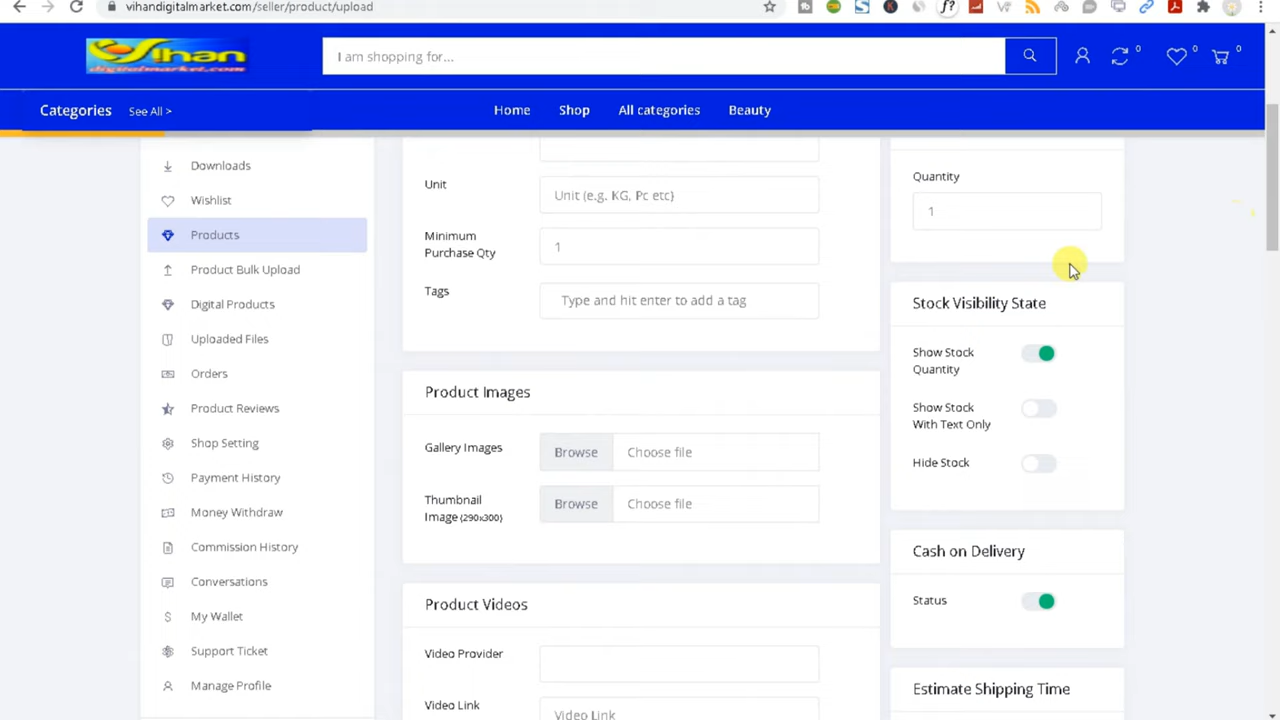 vihandigitalmarket.com/seller/product/upload
Vihan
digitalmarket.com
I am shopping for...
0
0
0
Categories
See All >
Home
Shop
All categories
Beauty
Downloads
Wishlist
Products
Product Bulk Upload
Digital Products
Uploaded Files
Orders
Product Reviews
Shop Setting
Payment History
Money Withdraw
Commission History
Conversations
My Wallet
Support Ticket
Manage Profile
Unit
Unit (e.g. KG, Pc etc)
Minimum
Purchase Qty
1
Tags
Type and hit enter to add a tag
Product Images
Gallery Images
Browse
Choose file
Thumbnail
Image (290x300)
Browse
Choose file
Product Videos
Video Provider
Video Link
Video Link
Quantity
1
Stock Visibility State
Show Stock
Quantity
Show Stock
With Text Only
Hide Stock
Cash on Delivery
Status
Estimate Shipping Time